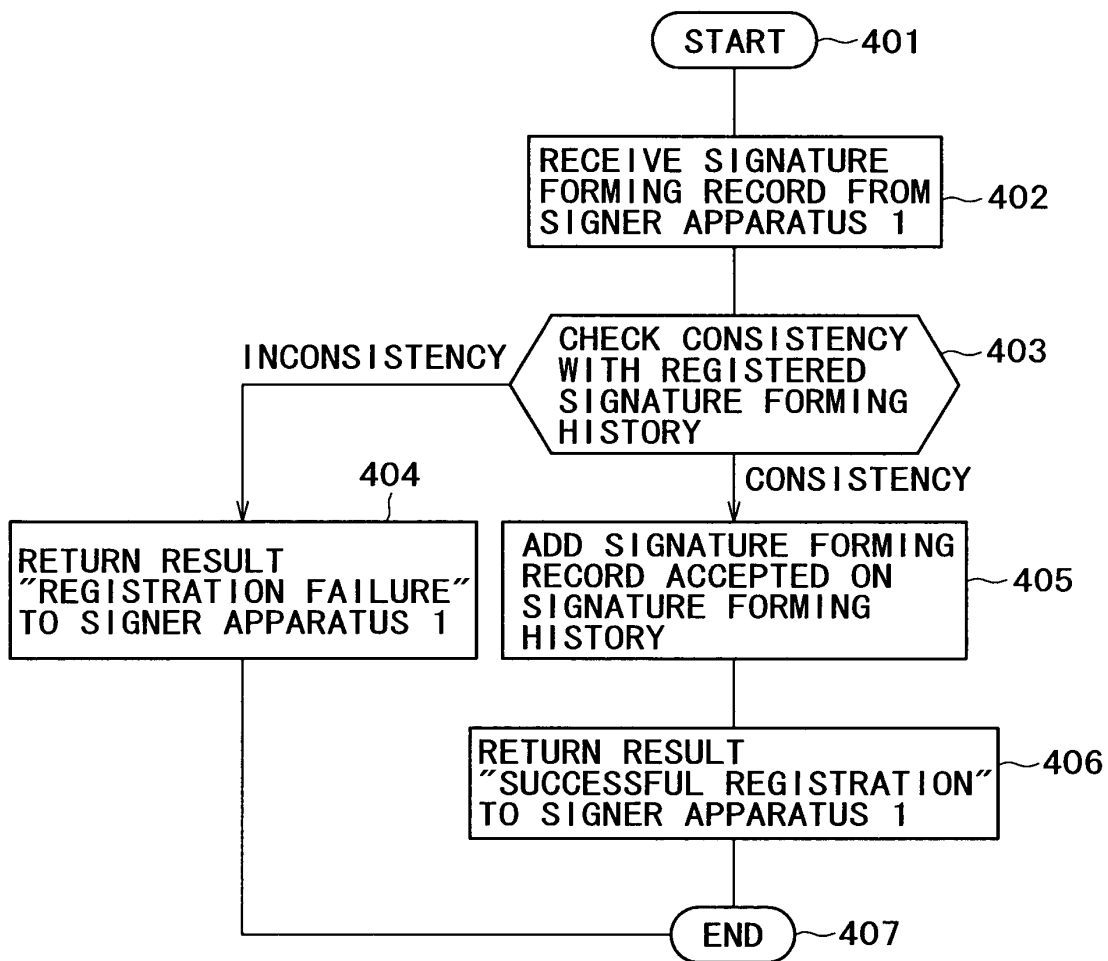 START
401
RECEIVE SIGNATURE
FORMING RECORD FROM
SIGNER APPARATUS 1
402
CHECK CONSISTENCY
WITH REGISTERED
SIGNATURE FORMING
HISTORY
403
INCONSISTENCY
CONSISTENCY
404
RETURN RESULT
"REGISTRATION FAILURE"
TO SIGNER APPARATUS 1
ADD SIGNATURE FORMING
RECORD ACCEPTED ON
SIGNATURE FORMING
HISTORY
405
RETURN RESULT
"SUCCESSFUL REGISTRATION"
TO SIGNER APPARATUS 1
406
END
407